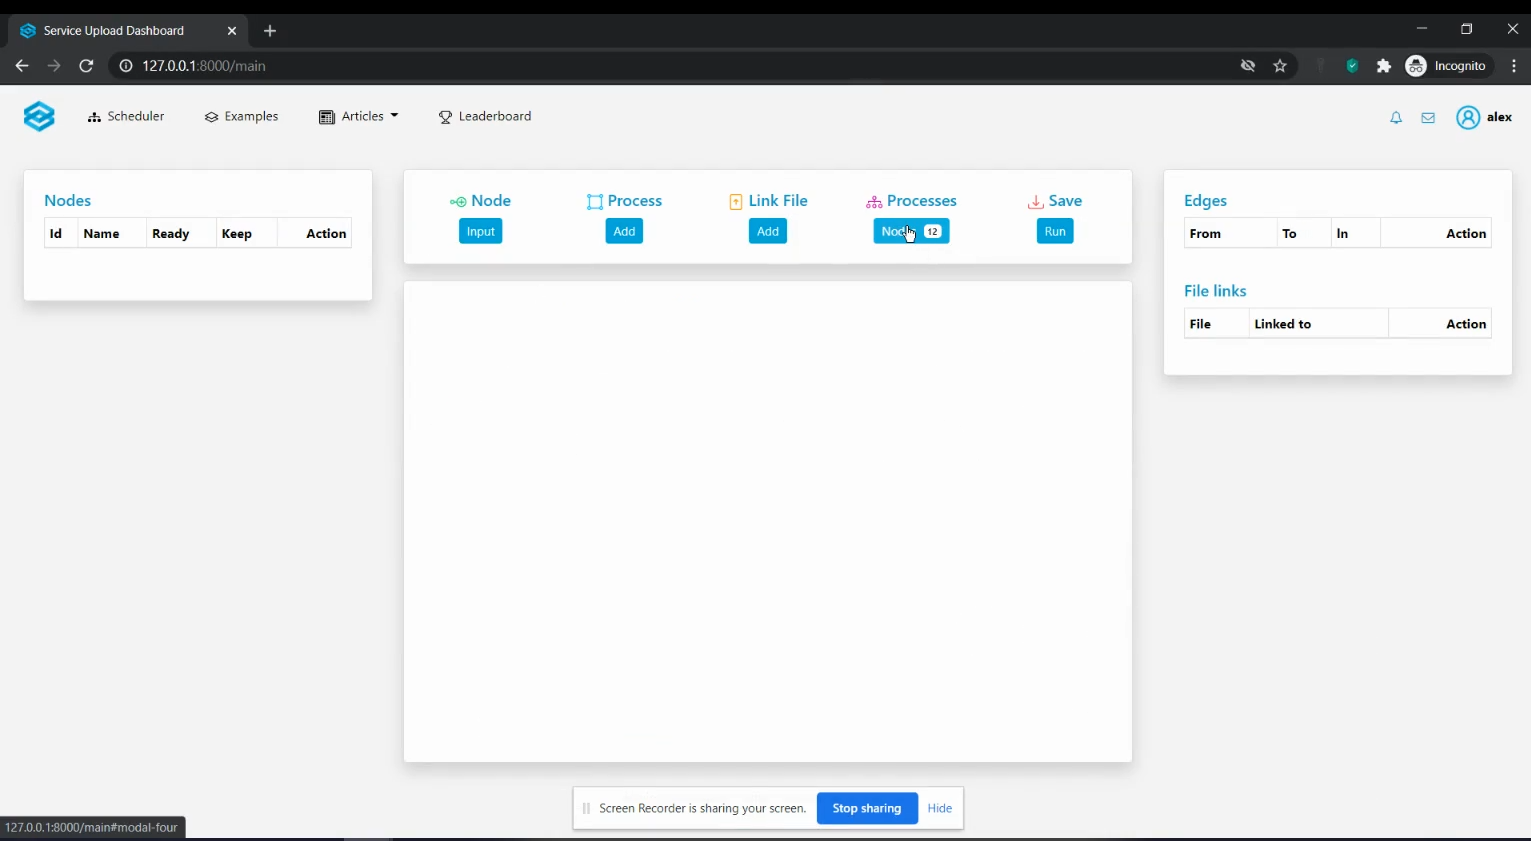 Service Upload Dashboard
127.0.0.1:8000/main
Incognito
Scheduler
Examples
Articles
Leaderboard
alex
Nodes
Id Name Ready Keep Action
Node
Input
Process
Add
Link File
Add
Processes
12
Save
Run
Edges
From To In Action
File links
File Linked to Action
Screen Recorder is sharing your screen.
Stop sharing
Hide
127.0.0.1:8000/main#modal-four